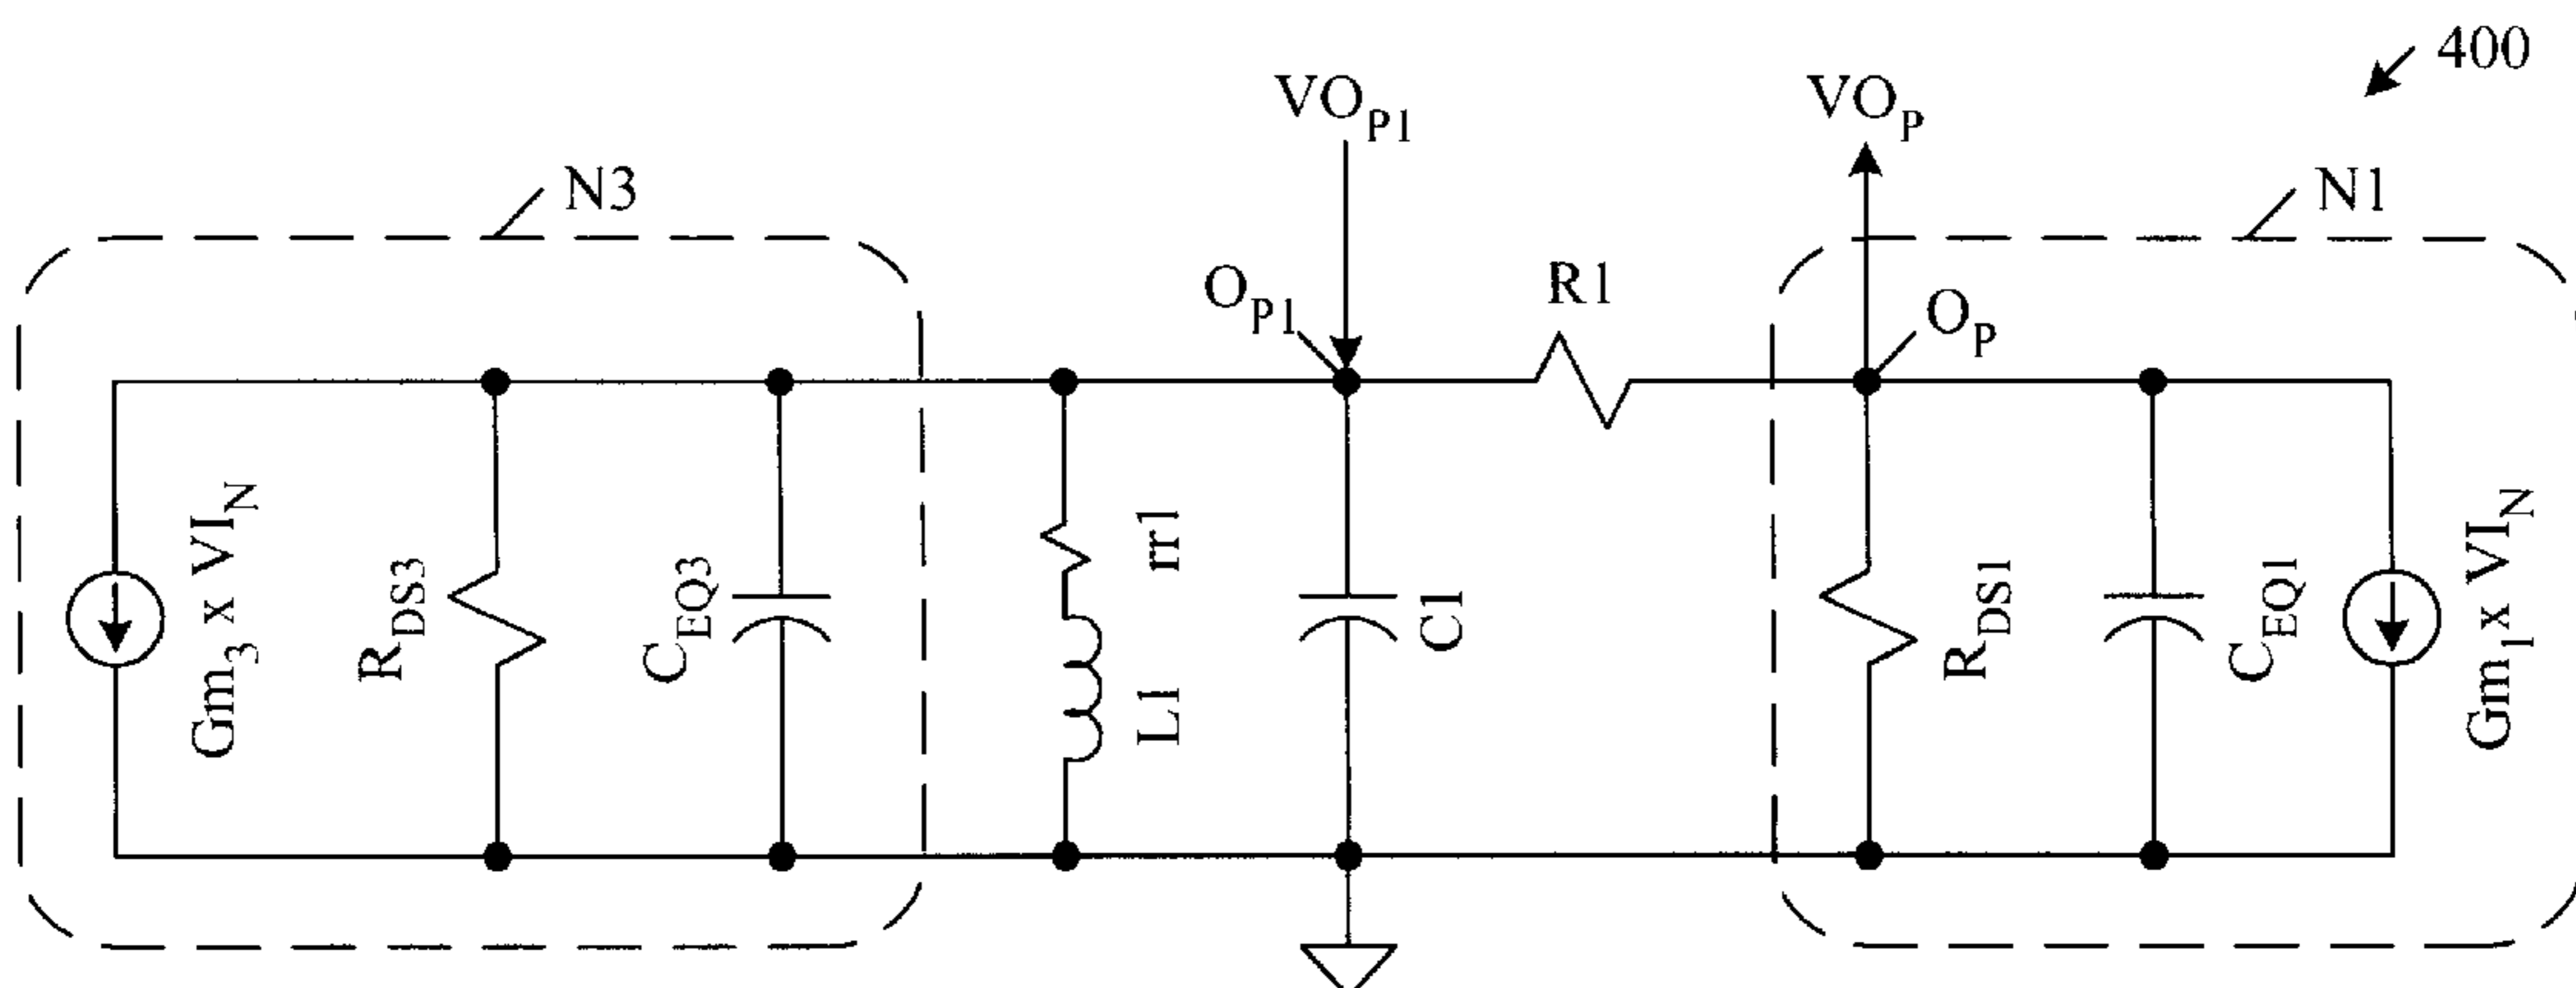 400
VO_P1
VO_P
N3
N1
O_P1
R1
O_P
Gm_3 x VI_N
R_DS3
C_EQ3
rr1
L1
C1
R_DS1
C_EQ1
Gm_1 x VI_N